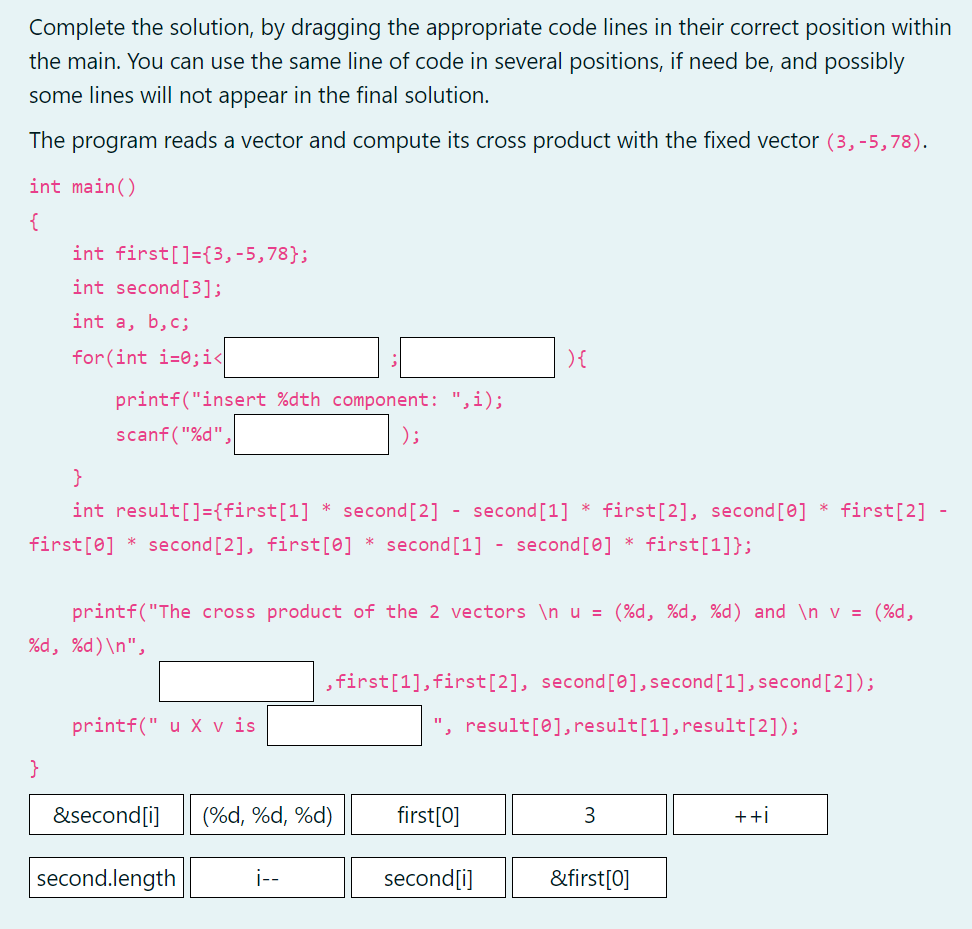 Complete the solution, by dragging the appropriate code lines in their correct position within
the main. You can use the same line of code in several positions, if need be, and possibly
some lines will not appear in the final solution.
The program reads a vector and compute its cross product with the fixed vector (3,-5,78).
int main()
{
int first[]={3,-5,78};
int second[3];
int a, b,c;
for(int i=0;i< ; ){
printf("insert %dth component: ",i);
scanf("%d", );
}
int result[]={first[1] * second[2] - second[1] * first[2], second[0] * first[2] -
first[0] * second[2], first[0] * second[1] - second[0] * first[1]};
printf("The cross product of the 2 vectors \n u = (%d, %d, %d) and \n v = (%d,
%d, %d)\n",
,first[1],first[2], second[0],second[1],second[2]);
printf(" u X v is ", result[0],result[1],result[2]);
}
&second[i] (%d, %d, %d) first[0] 3 ++i
second.length i-- second[i] &first[0]